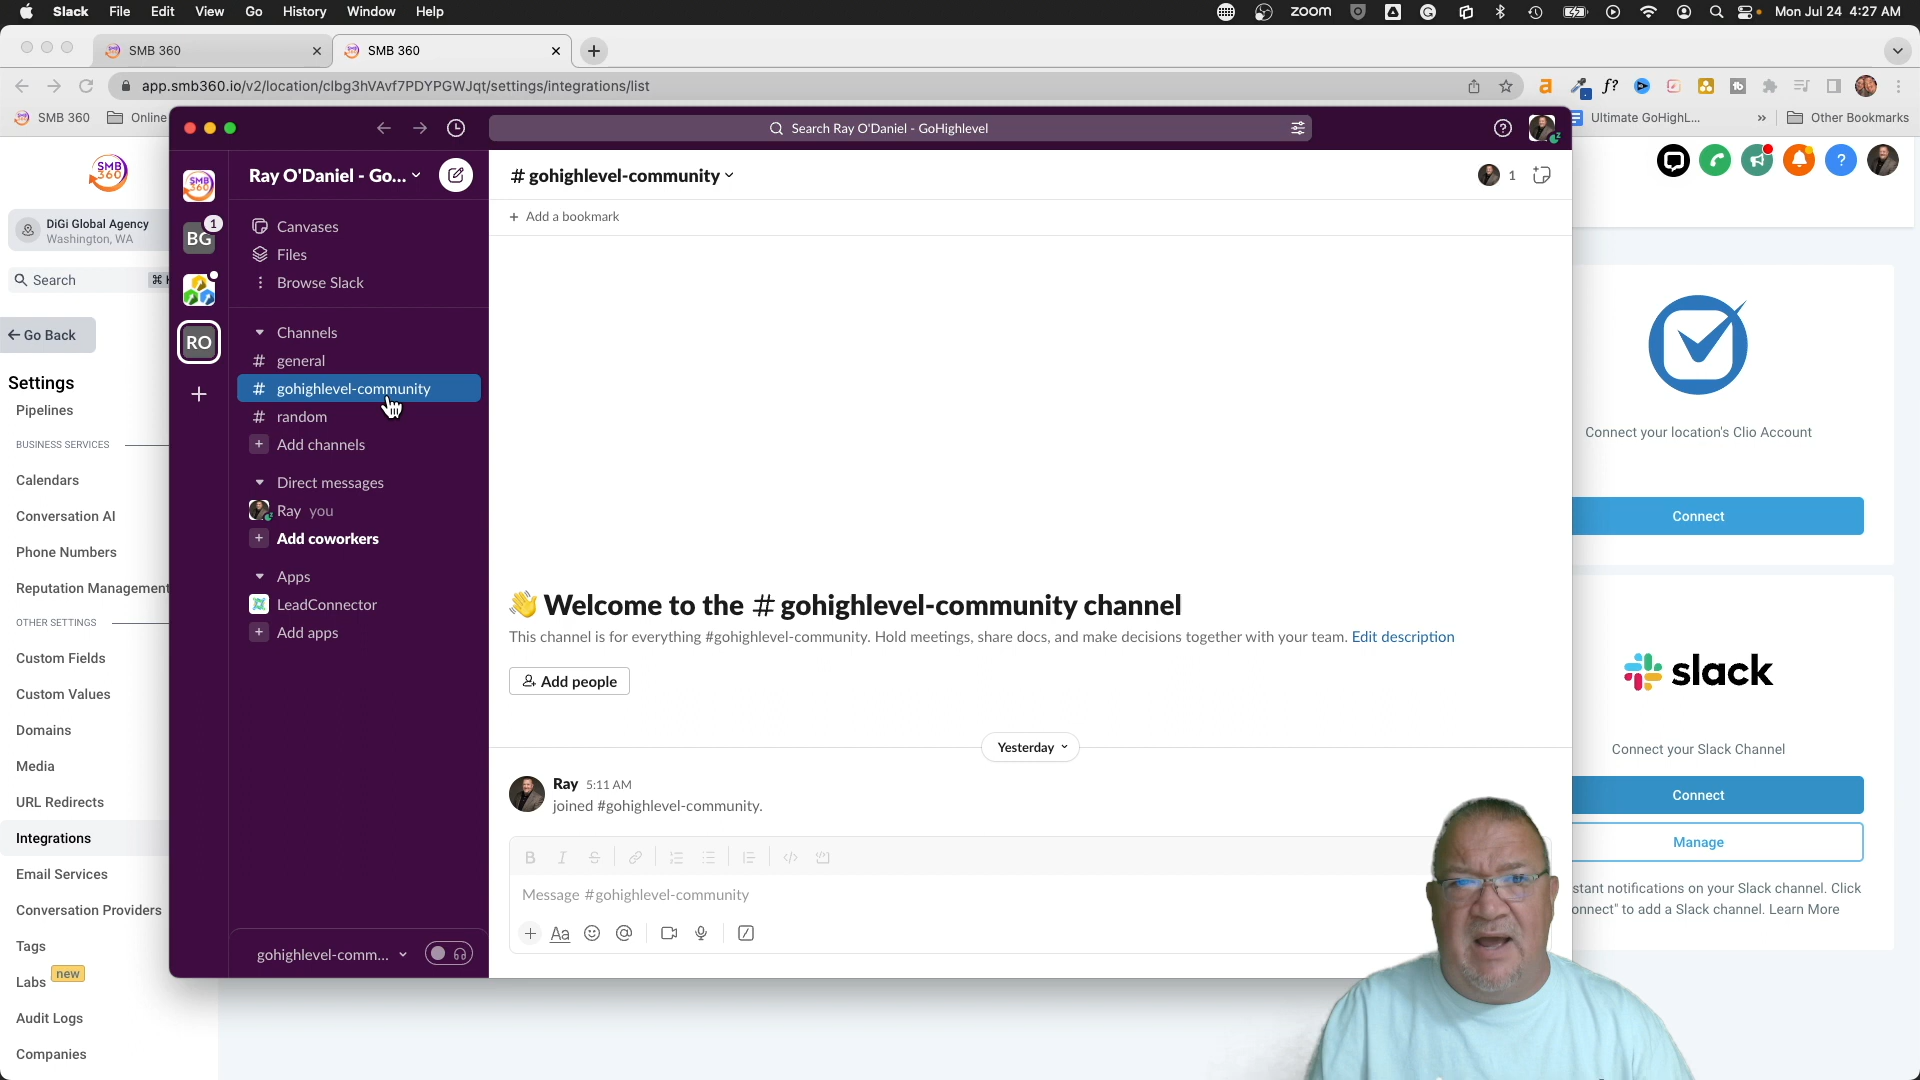 Slack File Edit View Go History Window Help
zoom Mon Jul 24 4:27 AM
SMB 360
SMB 360
app.smb360.io/v2/location/clbg3hVAvf7PDYPGWJqt/settings/integrations/list
SMB 360
Online
Ultimate GoHighL...
Other Bookmarks
Search Ray O'Daniel - GoHighlevel
SMB
360
DiGi Global Agency
Washington, WA
Search
Go Back
Settings
Pipelines
BUSINESS SERVICES
Calendars
Conversation AI
Phone Numbers
Reputation Management
OTHER SETTINGS
Custom Fields
Custom Values
Domains
Media
URL Redirects
Integrations
Email Services
Conversation Providers
Tags
Labs new
Audit Logs
Companies
SMB
360
BG
1
RO
Ray O'Daniel - Go...
Canvases
Files
Browse Slack
Channels
# general
# gohighlevel-community
# random
+ Add channels
Direct messages
Ray you
+ Add coworkers
Apps
LeadConnector
+ Add apps
gohighlevel-comm...
# gohighlevel-community
1
+ Add a bookmark
👋 Welcome to the # gohighlevel-community channel
This channel is for everything #gohighlevel-community. Hold meetings, share docs, and make decisions together with your team. Edit description
Add people
Yesterday
Ray 5:11 AM
joined #gohighlevel-community.
Message #gohighlevel-community
Connect your location's Clio Account
Connect
slack
Connect your Slack Channel
Connect
Manage
stant notifications on your Slack channel. Click
onnect" to add a Slack channel. Learn More